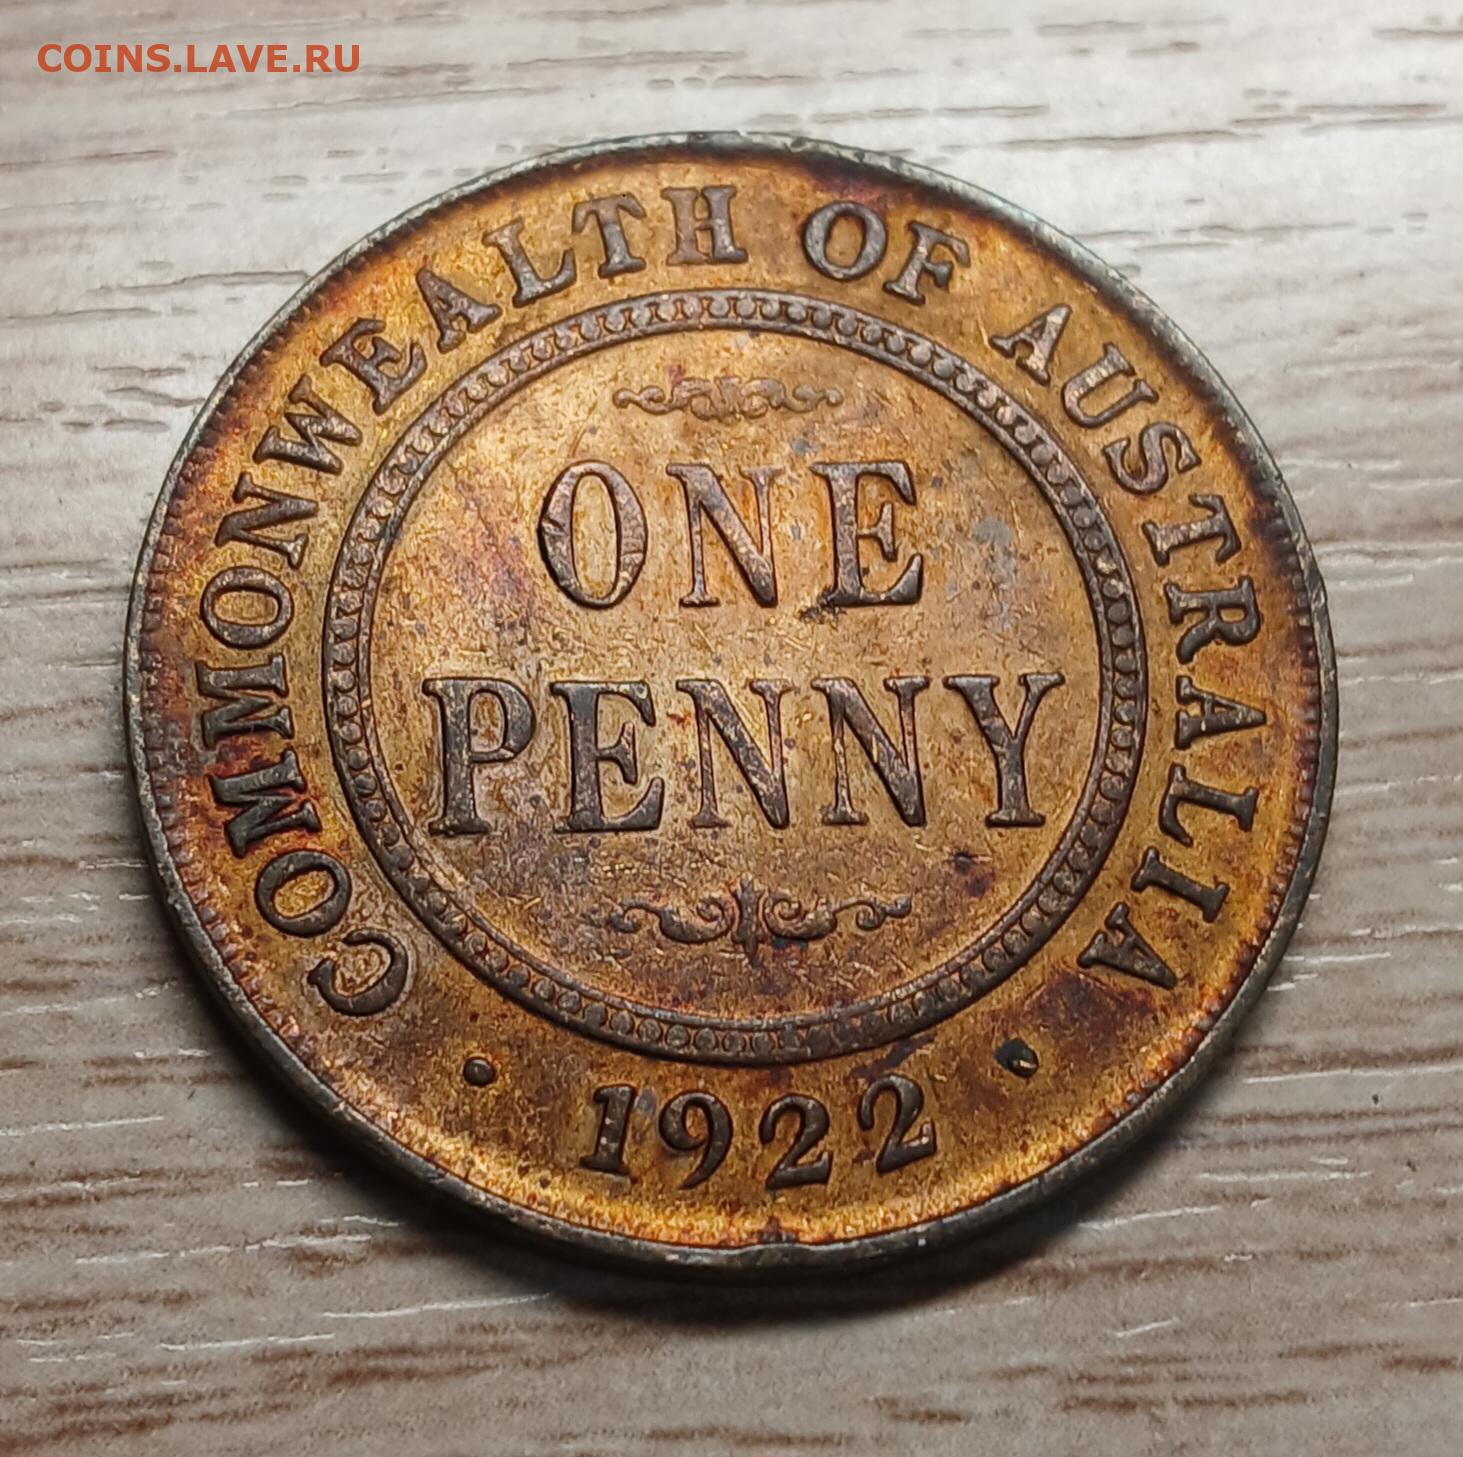 COINS.LAVE.RU
COMMONWEALTH OF AUSTRALIA
ONE
PENNY
· 1922 ·